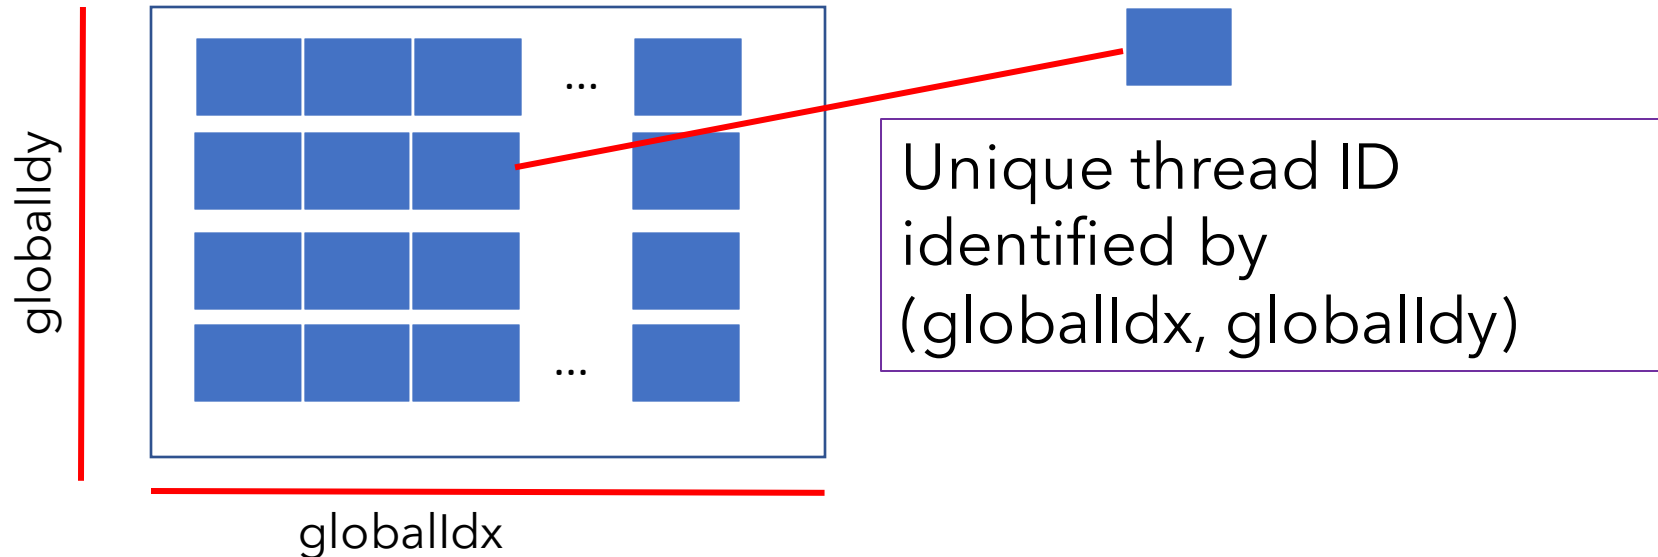 globalIdy
...
...
globalIdx
Unique thread ID
identified by
(globalIdx, globalIdy)